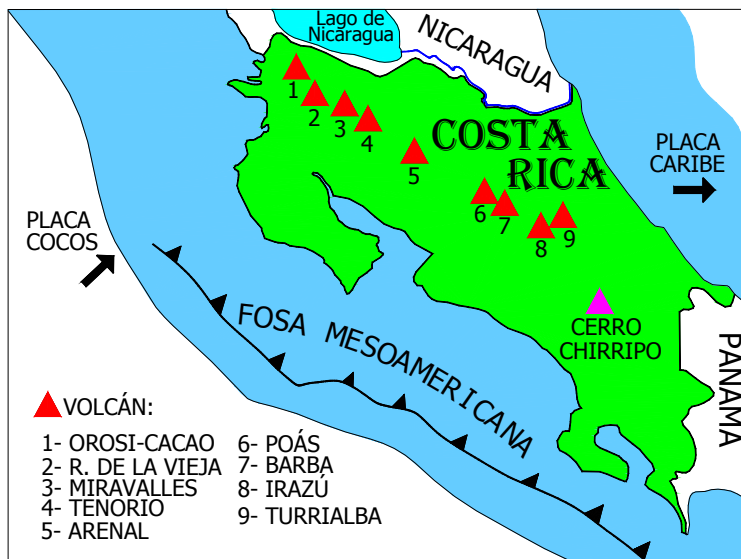 Lago de
Nicaragua
NICARAGUA
COSTA
RICA
PLACA
CARIBE
PLACA
COCOS
1
2
3
4
5
6
7
8
9
FOSA MESOAMERICANA
CERRO
CHIRRIPO
PANAMA
VOLCÁN:
1- OROSI-CACAO
2- R. DE LA VIEJA
3- MIRAVALLES
4- TENORIO
5- ARENAL
6- POÁS
7- BARBA
8- IRAZÚ
9- TURRIALBA